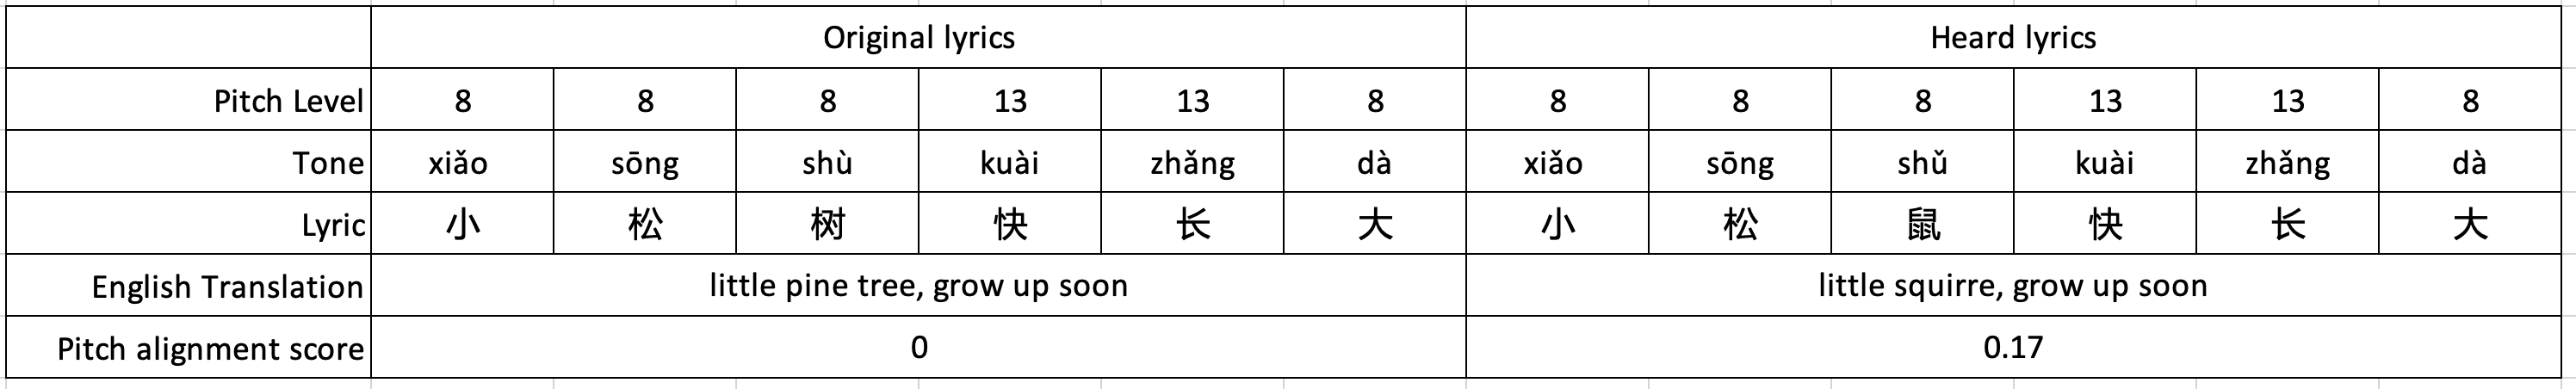 Original lyrics Heard lyrics
Pitch Level 8 8 8 13 13 8 8 8 8 13 13 8
Tone xiǎo sōng shù kuài zhǎng dà xiǎo sōng shǔ kuài zhǎng dà
Lyric 小 松 树 快 长 大 小 松 鼠 快 长 大
English Translation little pine tree, grow up soon little squirre, grow up soon
Pitch alignment score 0 0.17